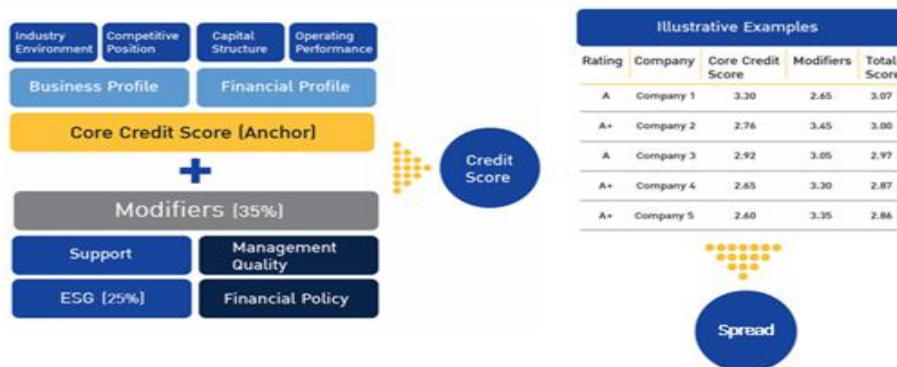 Industry Environment
Competitive Position
Capital Structure
Operating Performance
Business Profile
Financial Profile
Core Credit Score (Anchor)
+
Modifiers (35%)
Support
Management Quality
ESG (25%)
Financial Policy
Credit Score
Illustrative Examples
Rating Company Core Credit Score Modifiers Total Score
A Company 1 3.30 2.65 3.07
A+ Company 2 2.76 3.45 3.00
A Company 3 2.92 3.05 2.97
A+ Company 4 2.65 3.30 2.87
A+ Company 5 2.60 3.35 2.86
Spread